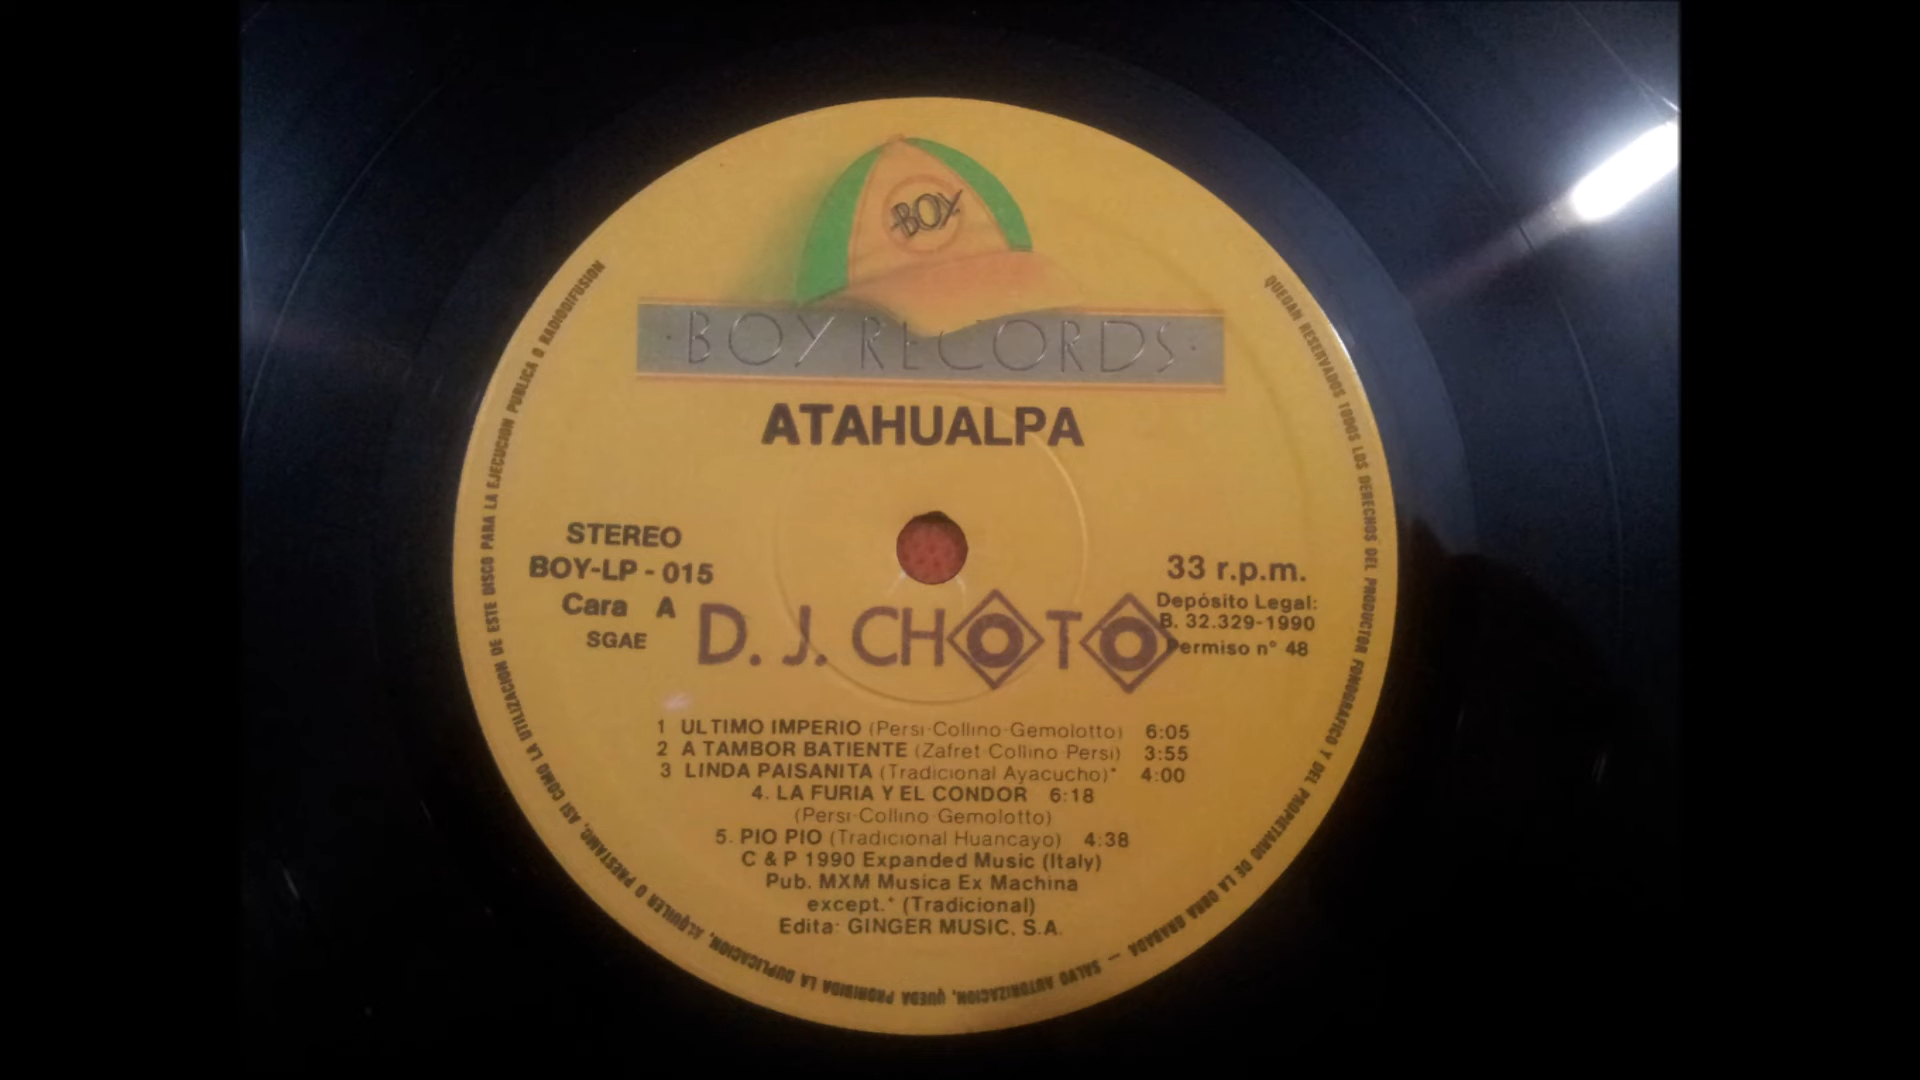 BOY
·BOY RECORDS·
ATAHUALPA
STEREO
BOY-LP - 015
Cara A
SGAE
33 r.p.m.
Depósito Legal:
B. 32.329-1990
Permiso n° 48
D. J. CHOTO
1 ULTIMO IMPERIO (Persi-Collino-Gemolotto) 6:05
2 A TAMBOR BATIENTE (Zafret-Collino-Persi) 3:55
3 LINDA PAISANITA (Tradicional Ayacucho)* 4:00
4. LA FURIA Y EL CONDOR 6:18
(Persi-Collino-Gemolotto)
5. PIO PIO (Tradicional Huancayo) 4:38
C & P 1990 Expanded Music (Italy)
Pub. MXM Musica Ex Machina
except.* (Tradicional)
Edita: GINGER MUSIC, S.A.
QUEDAN RESERVADOS TODOS LOS DERECHOS DEL PRODUCTOR FONOGRAFICO Y DEL PROPIETARIO DE LA OBRA GRABADA — SALVO AUTORIZACION, QUEDA PROHIBIDA LA DUPLICACION, ALQUILER O PRESTAMO, ASI COMO LA UTILIZACION DE ESTE DISCO PARA LA EJECUCION PUBLICA O RADIODIFUSION